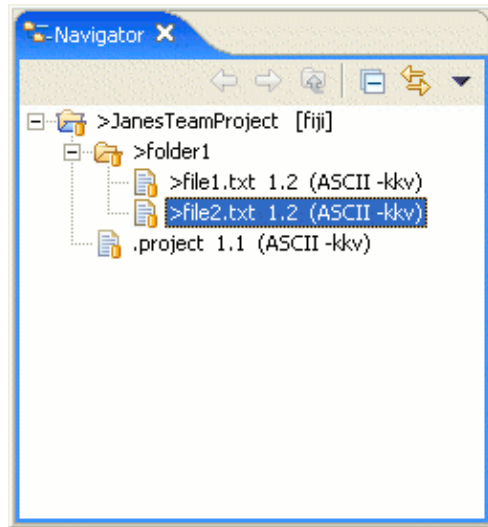 Navigator
>JanesTeamProject [fiji]
>folder1
>file1.txt 1.2 (ASCII -kkv)
>file2.txt 1.2 (ASCII -kkv)
.project 1.1 (ASCII -kkv)